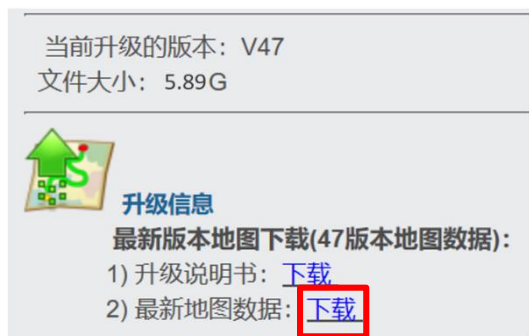 当前升级的版本：V47
文件大小：5.89G
升级信息
最新版本地图下载(47版本地图数据)：
1) 升级说明书：下载
2) 最新地图数据：下载